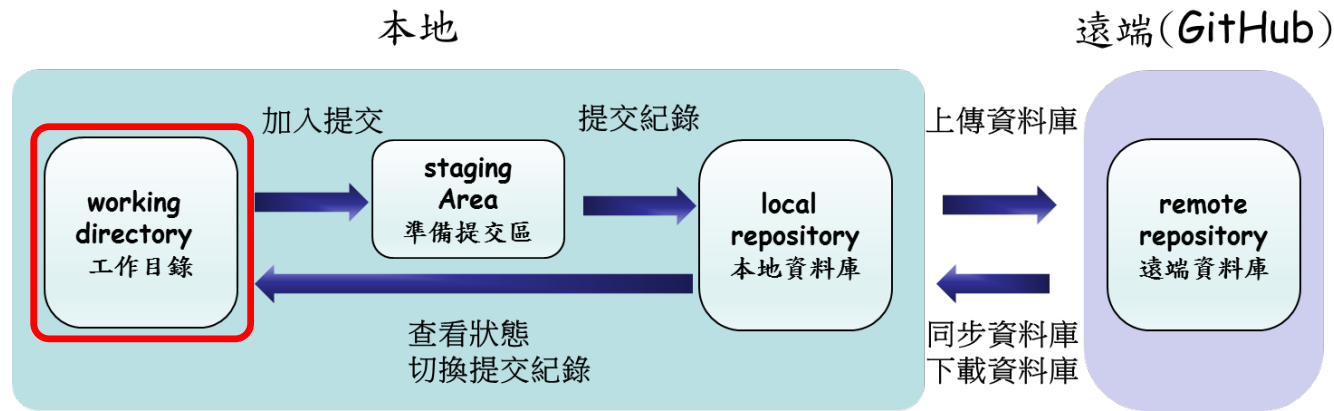 本地
遠端(GitHub)
加入提交
提交紀錄
上傳資料庫
working
directory
工作目錄
staging
Area
準備提交區
local
repository
本地資料庫
remote
repository
遠端資料庫
查看狀態
切換提交紀錄
同步資料庫
下載資料庫